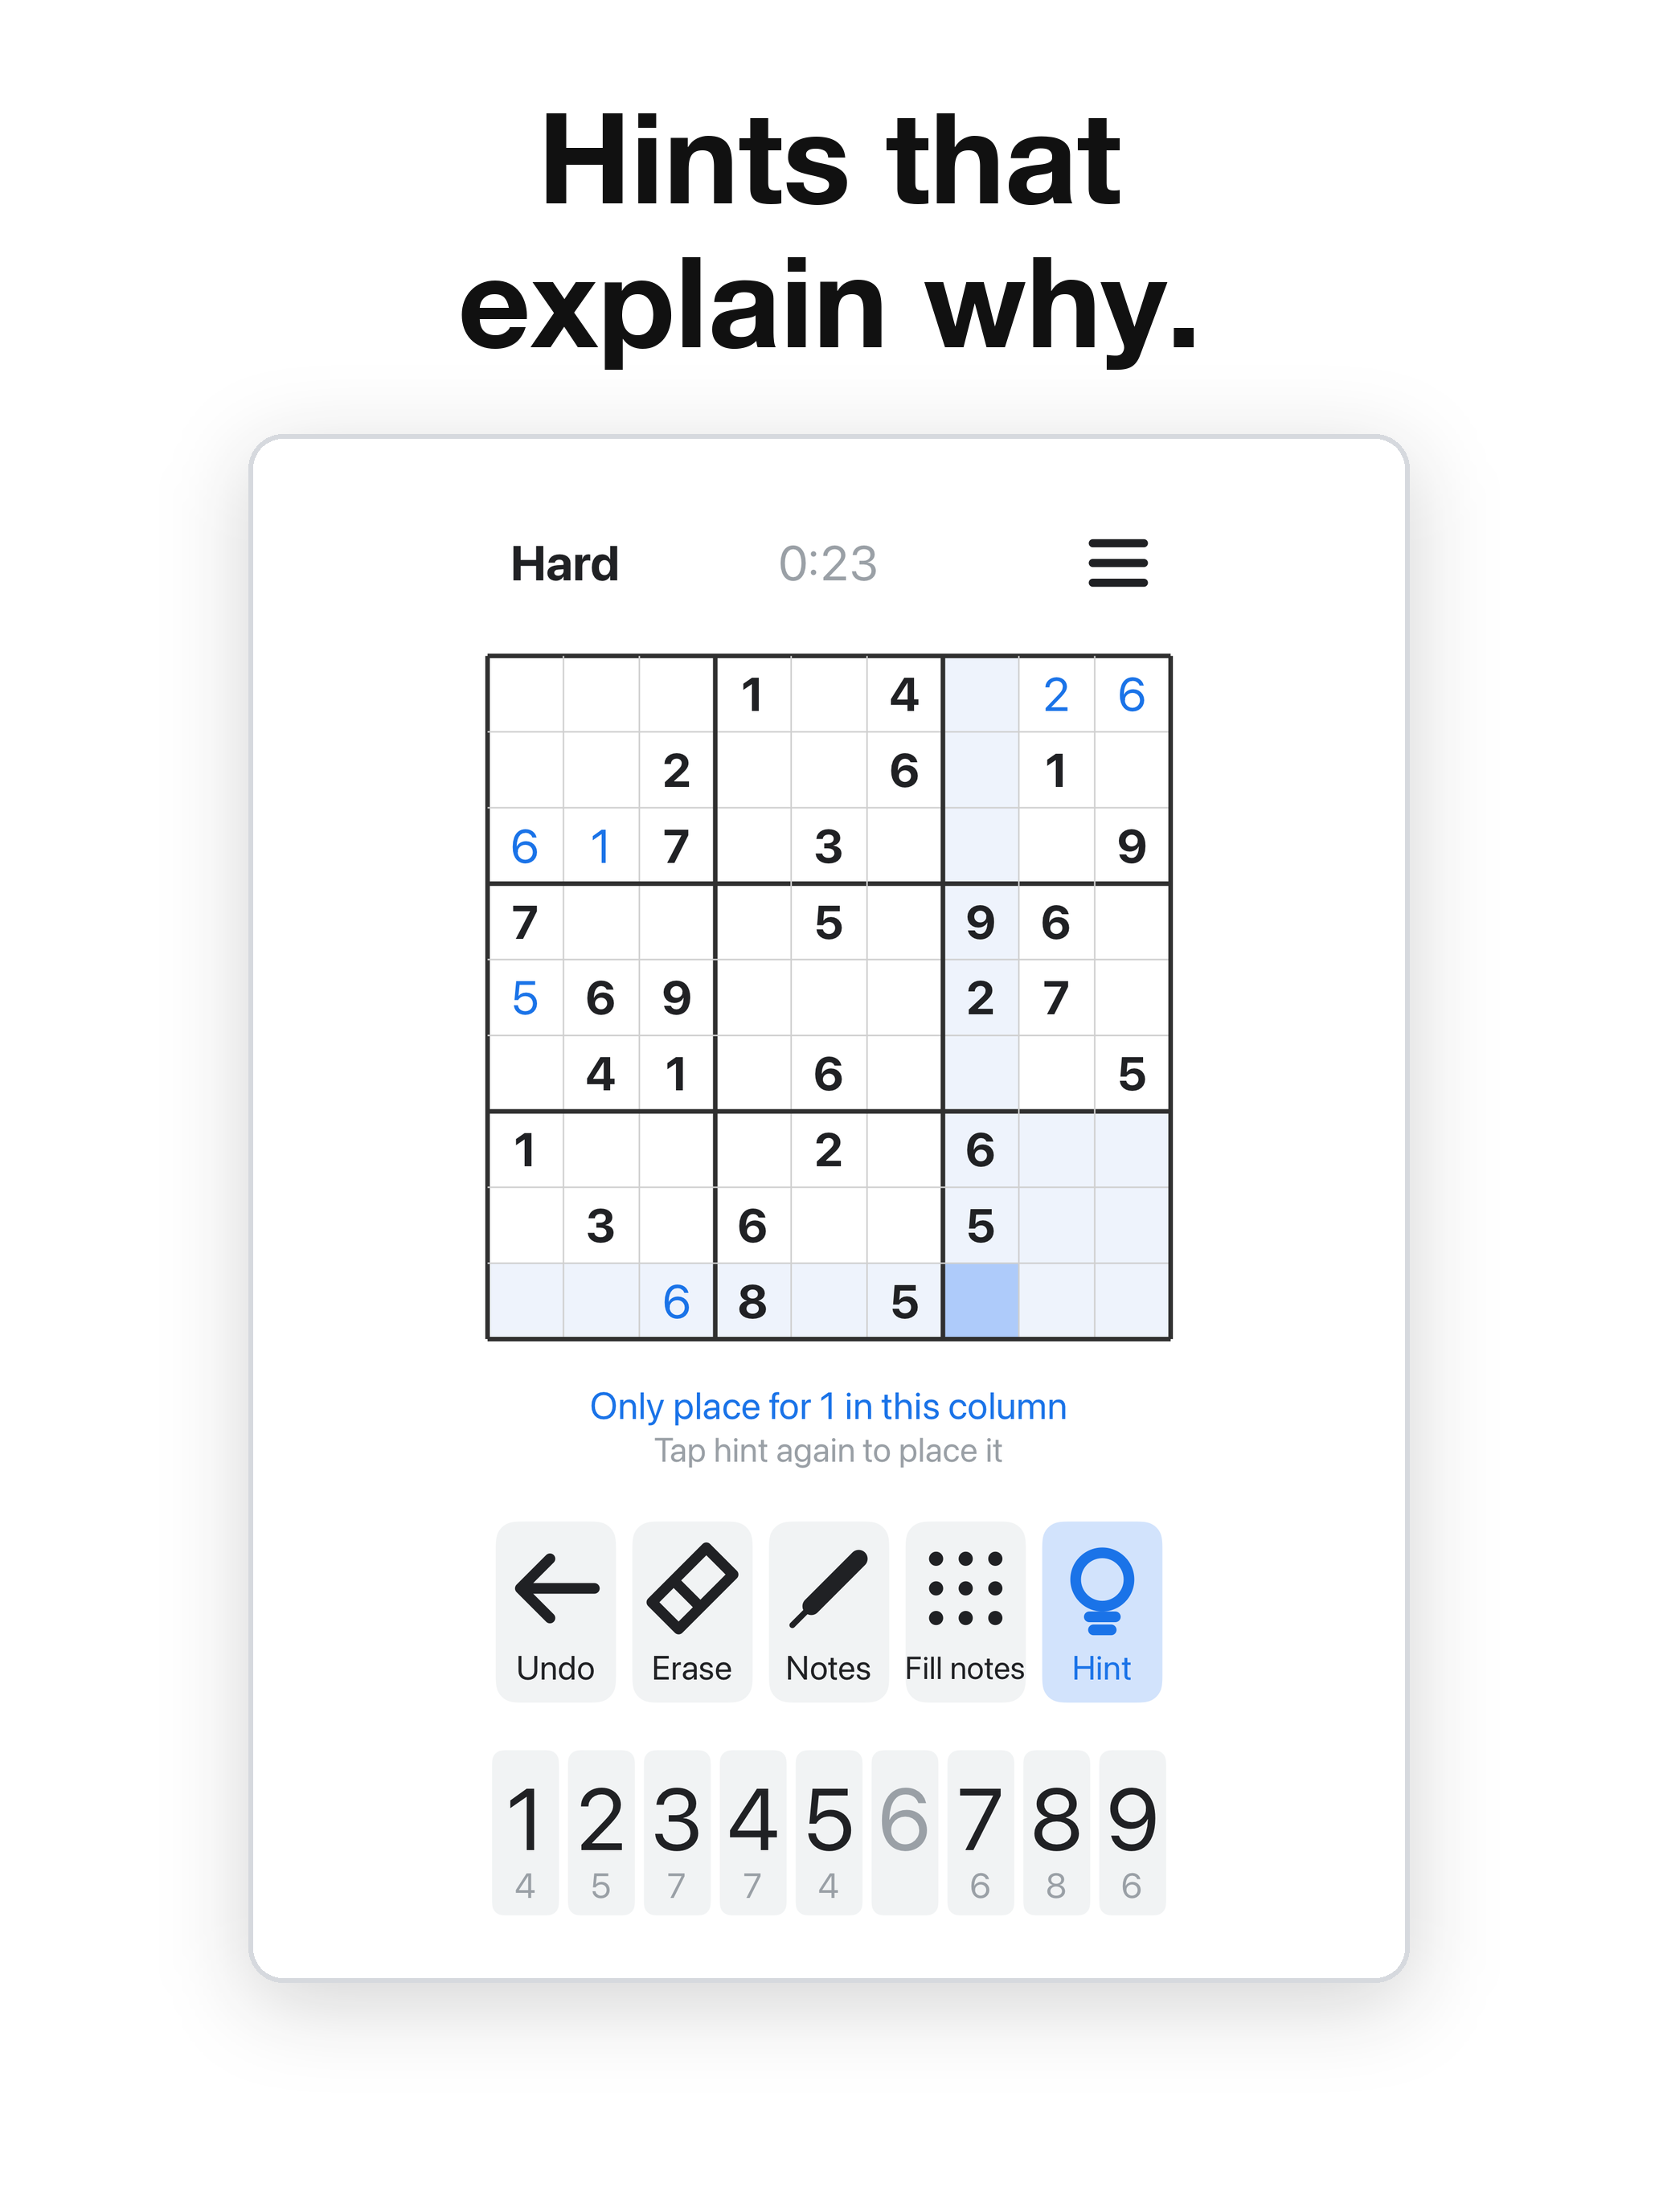 Hints that
explain why.
Hard 0:23
1 4 2 6
2 6 1
6 1 7 3 9
7 5 9 6
5 6 9 2 7
4 1 6 5
1 2 6
3 6 5
6 8 5
Only place for 1 in this column
Tap hint again to place it
Undo Erase Notes Fill notes Hint
1 2 3 4 5 6 7 8 9
4 5 7 7 4 6 8 6